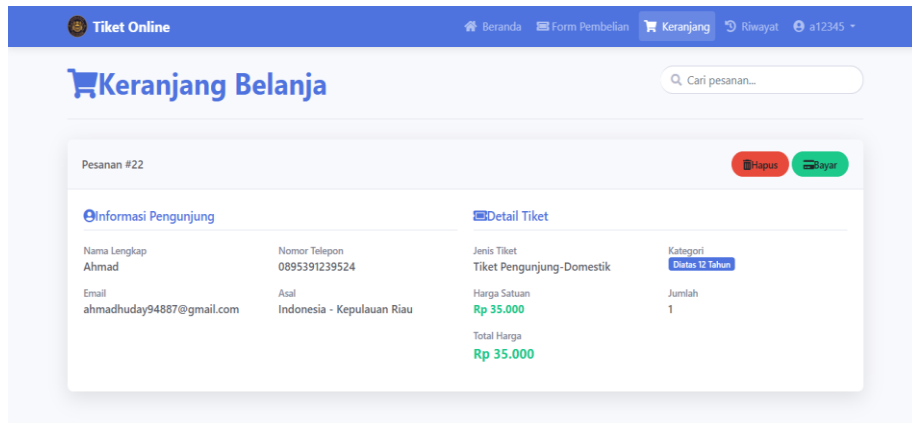 Tiket Online
Beranda Form Pembelian Keranjang Riwayat a12345
Keranjang Belanja
Cari pesanan...
Pesanan #22
Hapus Bayar
Informasi Pengunjung
Detail Tiket
Nama Lengkap Nomor Telepon Jenis Tiket Kategori
Ahmad 0895391239524 Tiket Pengunjung-Domestik Diatas 12 Tahun
Email Asal Harga Satuan Jumlah
ahmadhuday94887@gmail.com Indonesia - Kepulauan Riau Rp 35.000 1
Total Harga
Rp 35.000